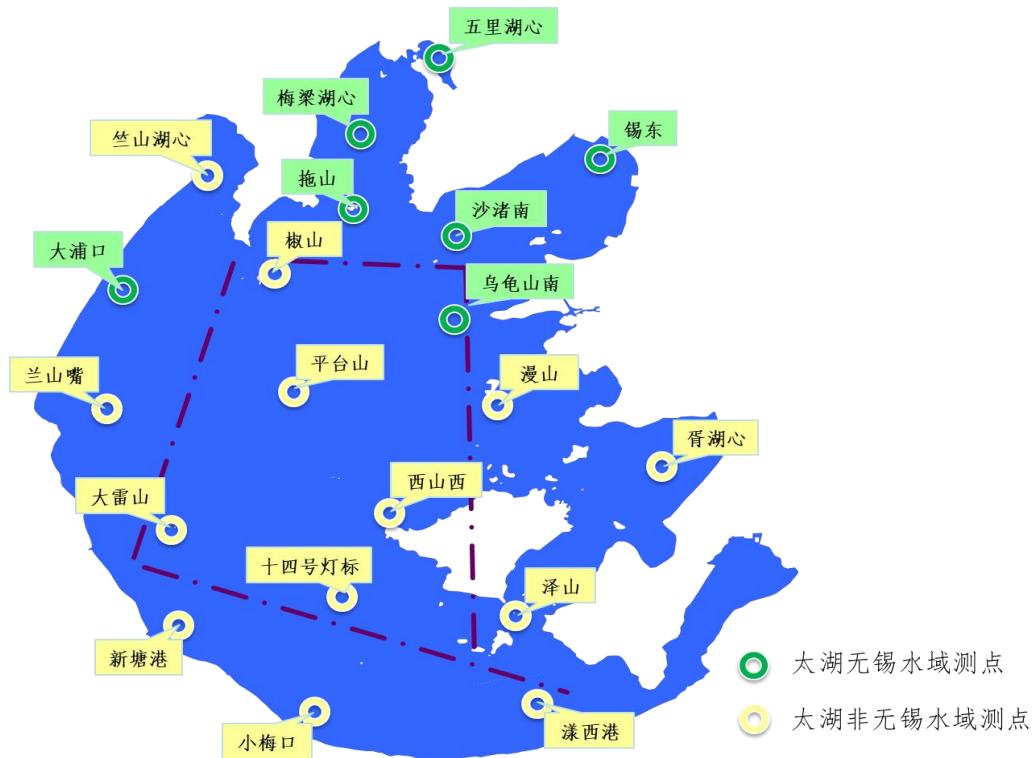 五里湖心
梅梁湖心
锡东
竺山湖心
拖山
沙渚南
椒山
大浦口
乌龟山南
平台山
兰山嘴
漫山
胥湖心
西山西
大雷山
十四号灯标
泽山
新塘港
小梅口
漾西港
太湖无锡水域测点
太湖非无锡水域测点